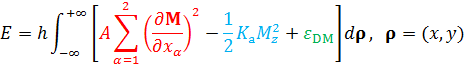 E = h ∫_{-∞}^{+∞} [ A ∑_{α=1}^{2} (∂𝐌/∂x_α)² − 1/2 K_a M_z² + ε_DM ] d𝛒 , 𝛒 = (x, y)